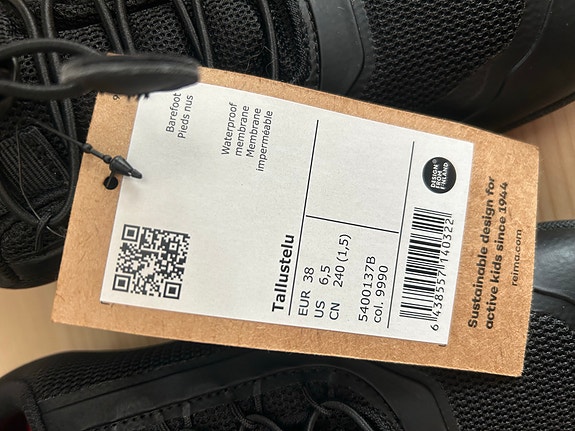 Barefoot
Pieds nus
Waterproof
membrane
Membrane
imperméable
Tallustelu
EUR 38
US 6,5
CN 240 (1,5)
5400137B
col. 9990
DESIGN®
FROM
FINLAND
6 438557 140322
Sustainable design for
active kids since 1944
reima.com